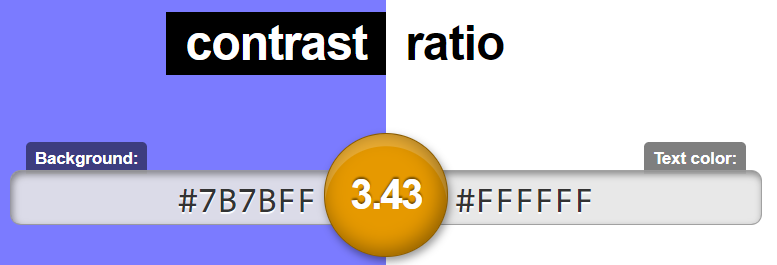 contrast ratio
Background:
Text color:
#7B7BFF
3.43
#FFFFFF